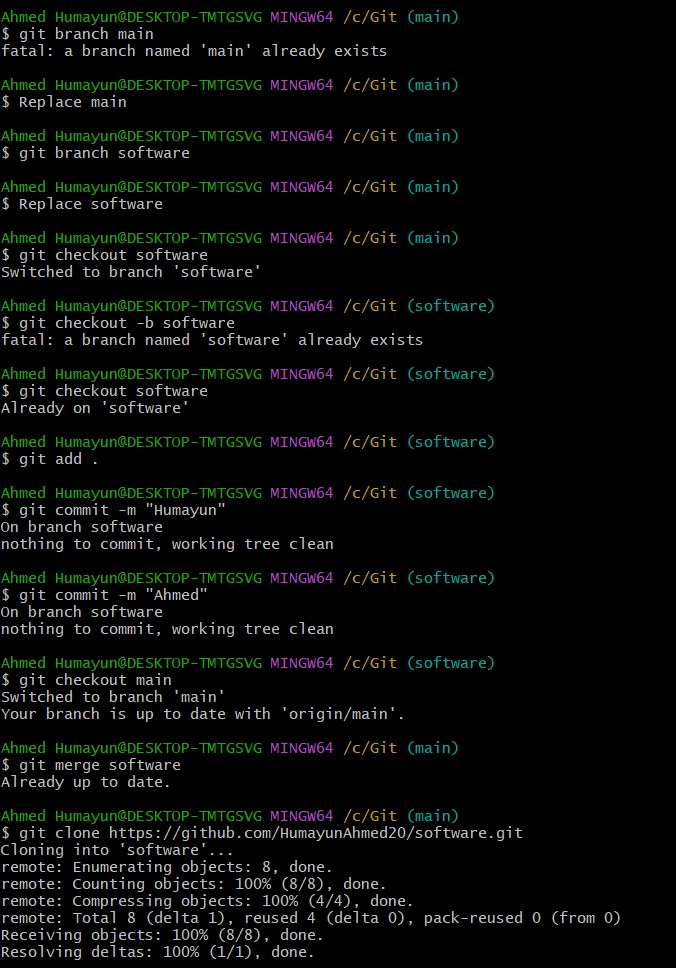 Ahmed Humayun@DESKTOP-TMTGSVG MINGW64 /c/Git (main)
$ git branch main
fatal: a branch named 'main' already exists
Ahmed Humayun@DESKTOP-TMTGSVG MINGW64 /c/Git (main)
$ Replace main
Ahmed Humayun@DESKTOP-TMTGSVG MINGW64 /c/Git (main)
$ git branch software
Ahmed Humayun@DESKTOP-TMTGSVG MINGW64 /c/Git (main)
$ Replace software
Ahmed Humayun@DESKTOP-TMTGSVG MINGW64 /c/Git (main)
$ git checkout software
Switched to branch 'software'
Ahmed Humayun@DESKTOP-TMTGSVG MINGW64 /c/Git (software)
$ git checkout -b software
fatal: a branch named 'software' already exists
Ahmed Humayun@DESKTOP-TMTGSVG MINGW64 /c/Git (software)
$ git checkout software
Already on 'software'
Ahmed Humayun@DESKTOP-TMTGSVG MINGW64 /c/Git (software)
$ git add .
Ahmed Humayun@DESKTOP-TMTGSVG MINGW64 /c/Git (software)
$ git commit -m "Humayun"
On branch software
nothing to commit, working tree clean
Ahmed Humayun@DESKTOP-TMTGSVG MINGW64 /c/Git (software)
$ git commit -m "Ahmed"
On branch software
nothing to commit, working tree clean
Ahmed Humayun@DESKTOP-TMTGSVG MINGW64 /c/Git (software)
$ git checkout main
Switched to branch 'main'
Your branch is up to date with 'origin/main'.
Ahmed Humayun@DESKTOP-TMTGSVG MINGW64 /c/Git (main)
$ git merge software
Already up to date.
Ahmed Humayun@DESKTOP-TMTGSVG MINGW64 /c/Git (main)
$ git clone https://github.com/HumayunAhmed20/software.git
Cloning into 'software'...
remote: Enumerating objects: 8, done.
remote: Counting objects: 100% (8/8), done.
remote: Compressing objects: 100% (4/4), done.
remote: Total 8 (delta 1), reused 4 (delta 0), pack-reused 0 (from 0)
Receiving objects: 100% (8/8), done.
Resolving deltas: 100% (1/1), done.